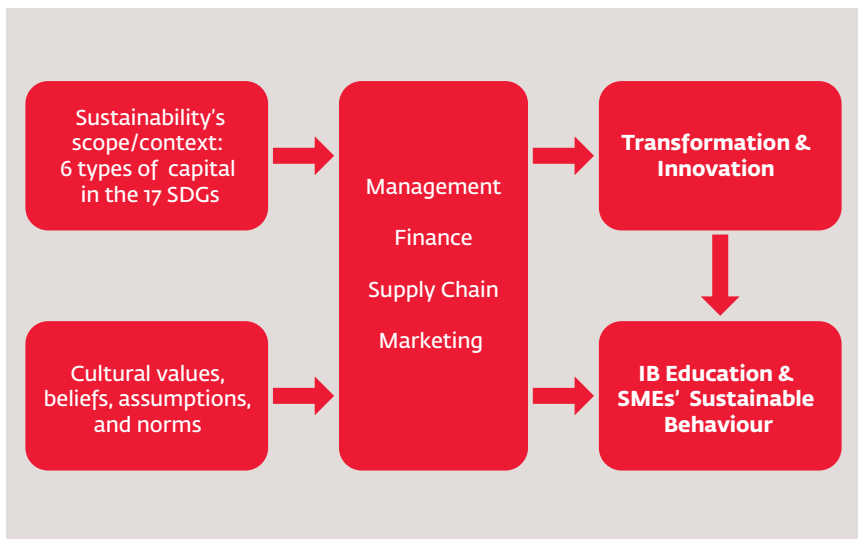 Sustainability's
scope/context:
6 types of capital
in the 17 SDGs
Cultural values,
beliefs, assumptions,
and norms
Management
Finance
Supply Chain
Marketing
Transformation &
Innovation
IB Education &
SMEs' Sustainable
Behaviour